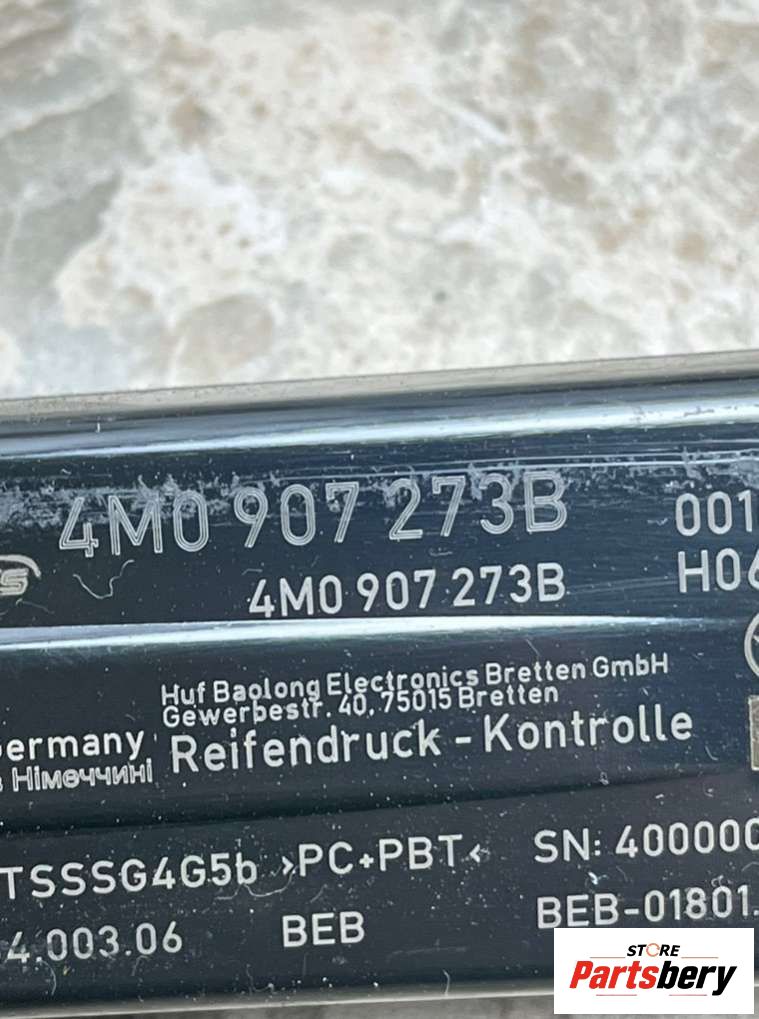 4M0 907 273B
001
4M0 907 273B
H06
Huf Baolong Electronics Bretten GmbH
Gewerbestr. 40, 75015 Bretten
ermany
Німеччині
Reifendruck - Kontrolle
TSSSG4G5b >PC+PBT< SN: 400000
4.003.06 BEB BEB-01801.
STORE
Partsbery